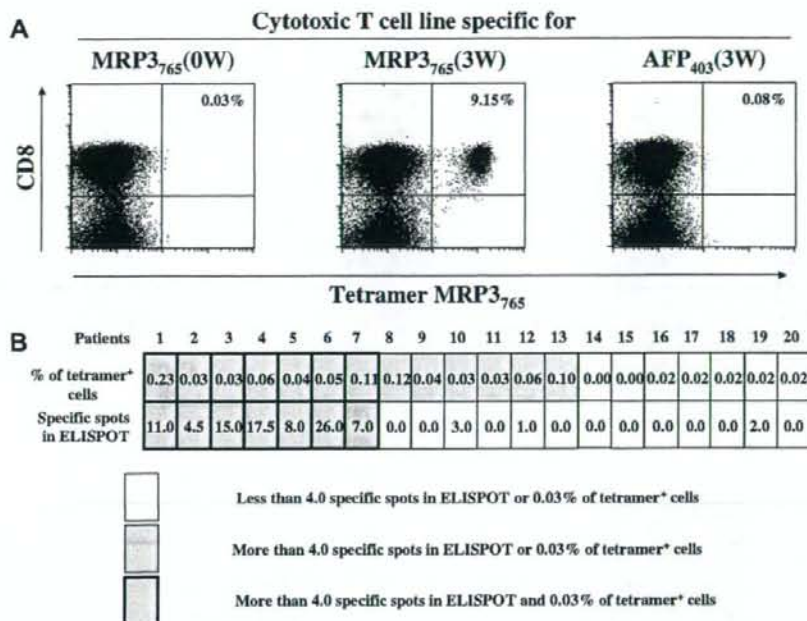 A
Cytotoxic T cell line specific for
MRP3765(0W) MRP3765(3W) AFP403(3W)
0.03% 9.15% 0.08%
CD8
Tetramer MRP3765
B
Patients 1 2 3 4 5 6 7 8 9 10 11 12 13 14 15 16 17 18 19 20
% of tetramer+ cells 0.23 0.03 0.03 0.06 0.04 0.05 0.11 0.12 0.04 0.03 0.03 0.06 0.10 0.00 0.00 0.02 0.02 0.02 0.02 0.02
Specific spots in ELISPOT 11.0 4.5 15.0 17.5 8.0 26.0 7.0 0.0 0.0 3.0 0.0 1.0 0.0 0.0 0.0 0.0 0.0 0.0 2.0 0.0
Less than 4.0 specific spots in ELISPOT or 0.03% of tetramer+ cells
More than 4.0 specific spots in ELISPOT or 0.03% of tetramer+ cells
More than 4.0 specific spots in ELISPOT and 0.03% of tetramer+ cells